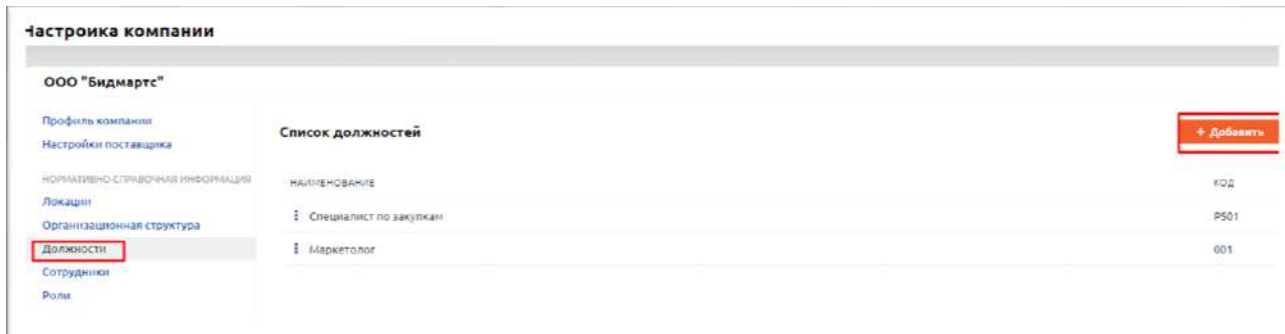 Настройка компании
ООО "Бидмартс"
Профиль компании
Настройки поставщика
НОРМАТИВНО-СПРАВОЧНАЯ ИНФОРМАЦИЯ
Локации
Организационная структура
Должности
Сотрудники
Роли
Список должностей
+ Добавить
НАИМЕНОВАНИЕ КОД
Специалист по закупкам PS01
Маркетолог 001